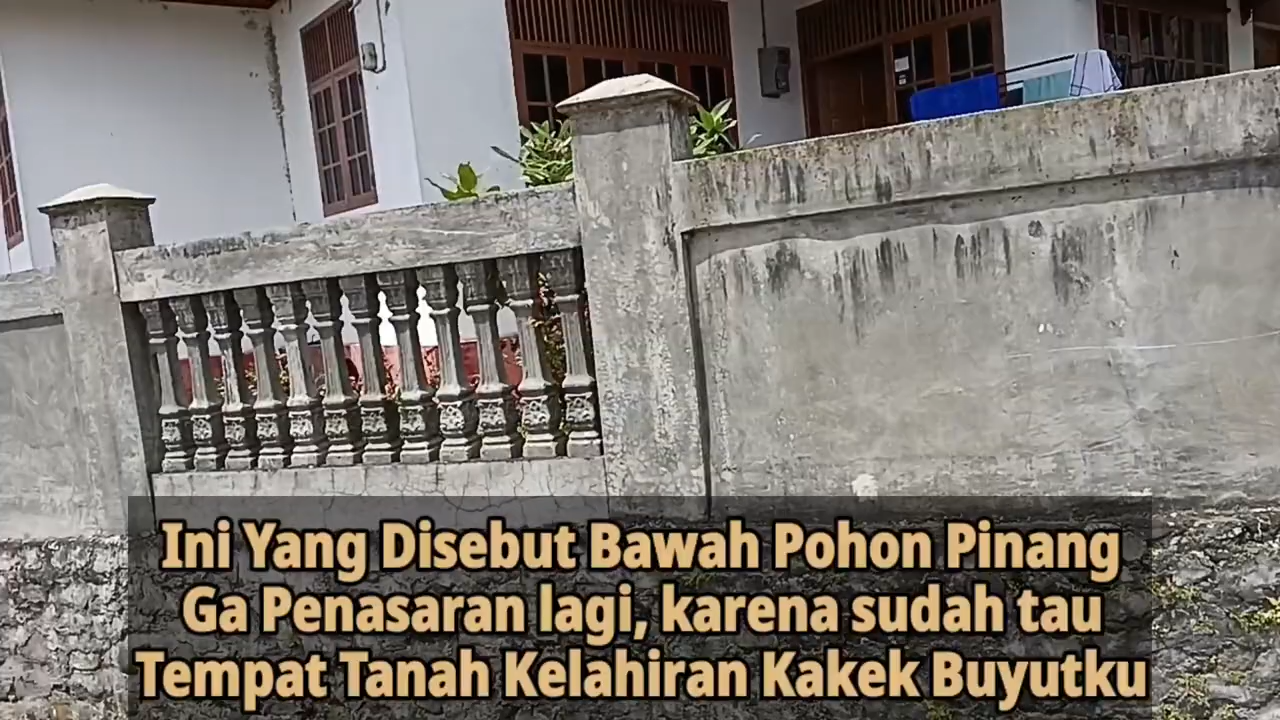 Ini Yang Disebut Bawah Pohon Pinang
Ga Penasaran lagi, karena sudah tau
Tempat Tanah Kelahiran Kakek Buyutku